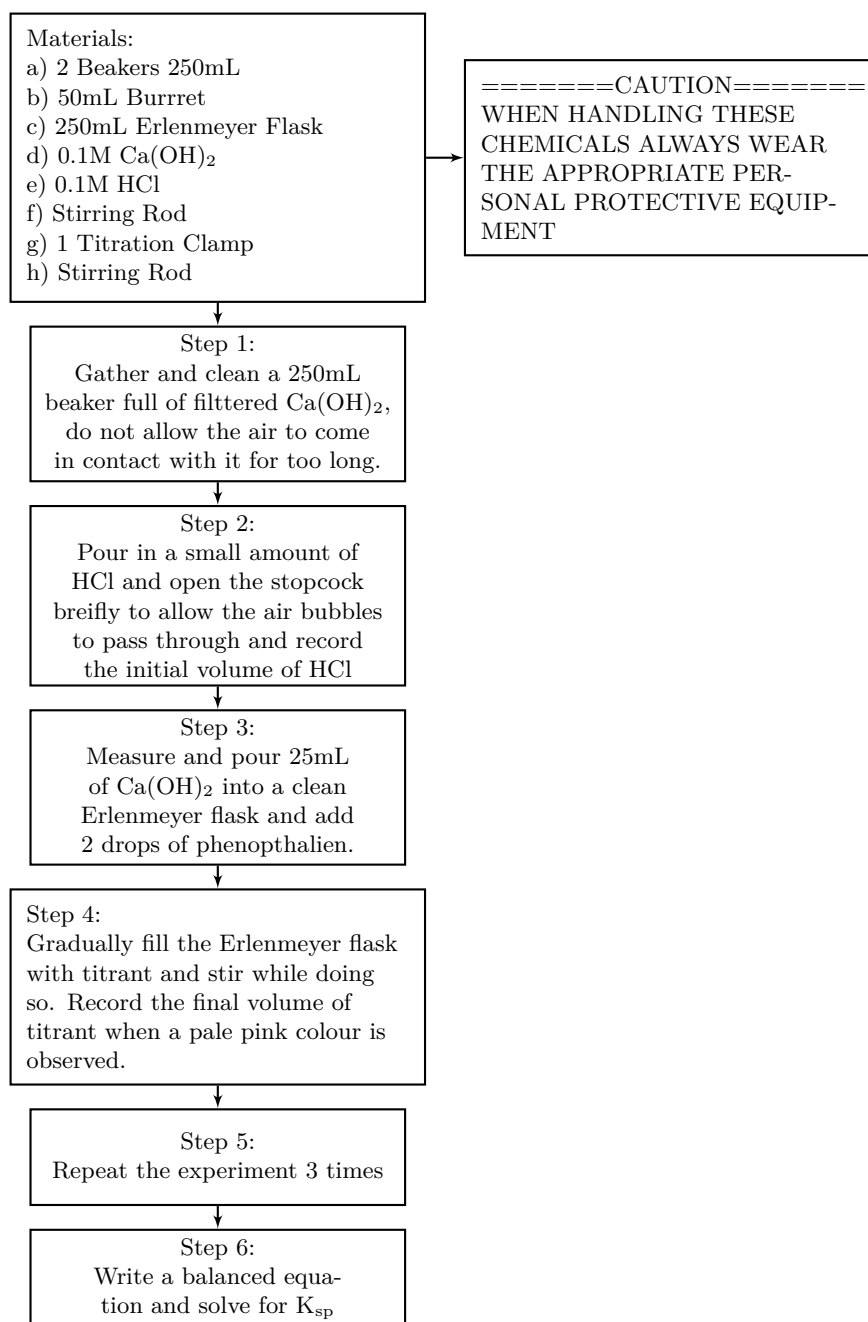 Materials:
a) 2 Beakers 250mL
b) 50mL Burrret
c) 250mL Erlenmeyer Flask
d) 0.1M Ca(OH)₂
e) 0.1M HCl
f) Stirring Rod
g) 1 Titration Clamp
h) Stirring Rod
=======CAUTION=======
WHEN HANDLING THESE
CHEMICALS ALWAYS WEAR
THE APPROPRIATE PER-
SONAL PROTECTIVE EQUIP-
MENT
Step 1:
Gather and clean a 250mL
beaker full of filttered Ca(OH)₂,
do not allow the air to come
in contact with it for too long.
Step 2:
Pour in a small amount of
HCl and open the stopcock
breifly to allow the air bubbles
to pass through and record
the initial volume of HCl
Step 3:
Measure and pour 25mL
of Ca(OH)₂ into a clean
Erlenmeyer flask and add
2 drops of phenopthalien.
Step 4:
Gradually fill the Erlenmeyer flask
with titrant and stir while doing
so. Record the final volume of
titrant when a pale pink colour is
observed.
Step 5:
Repeat the experiment 3 times
Step 6:
Write a balanced equa-
tion and solve for Kₛₚ